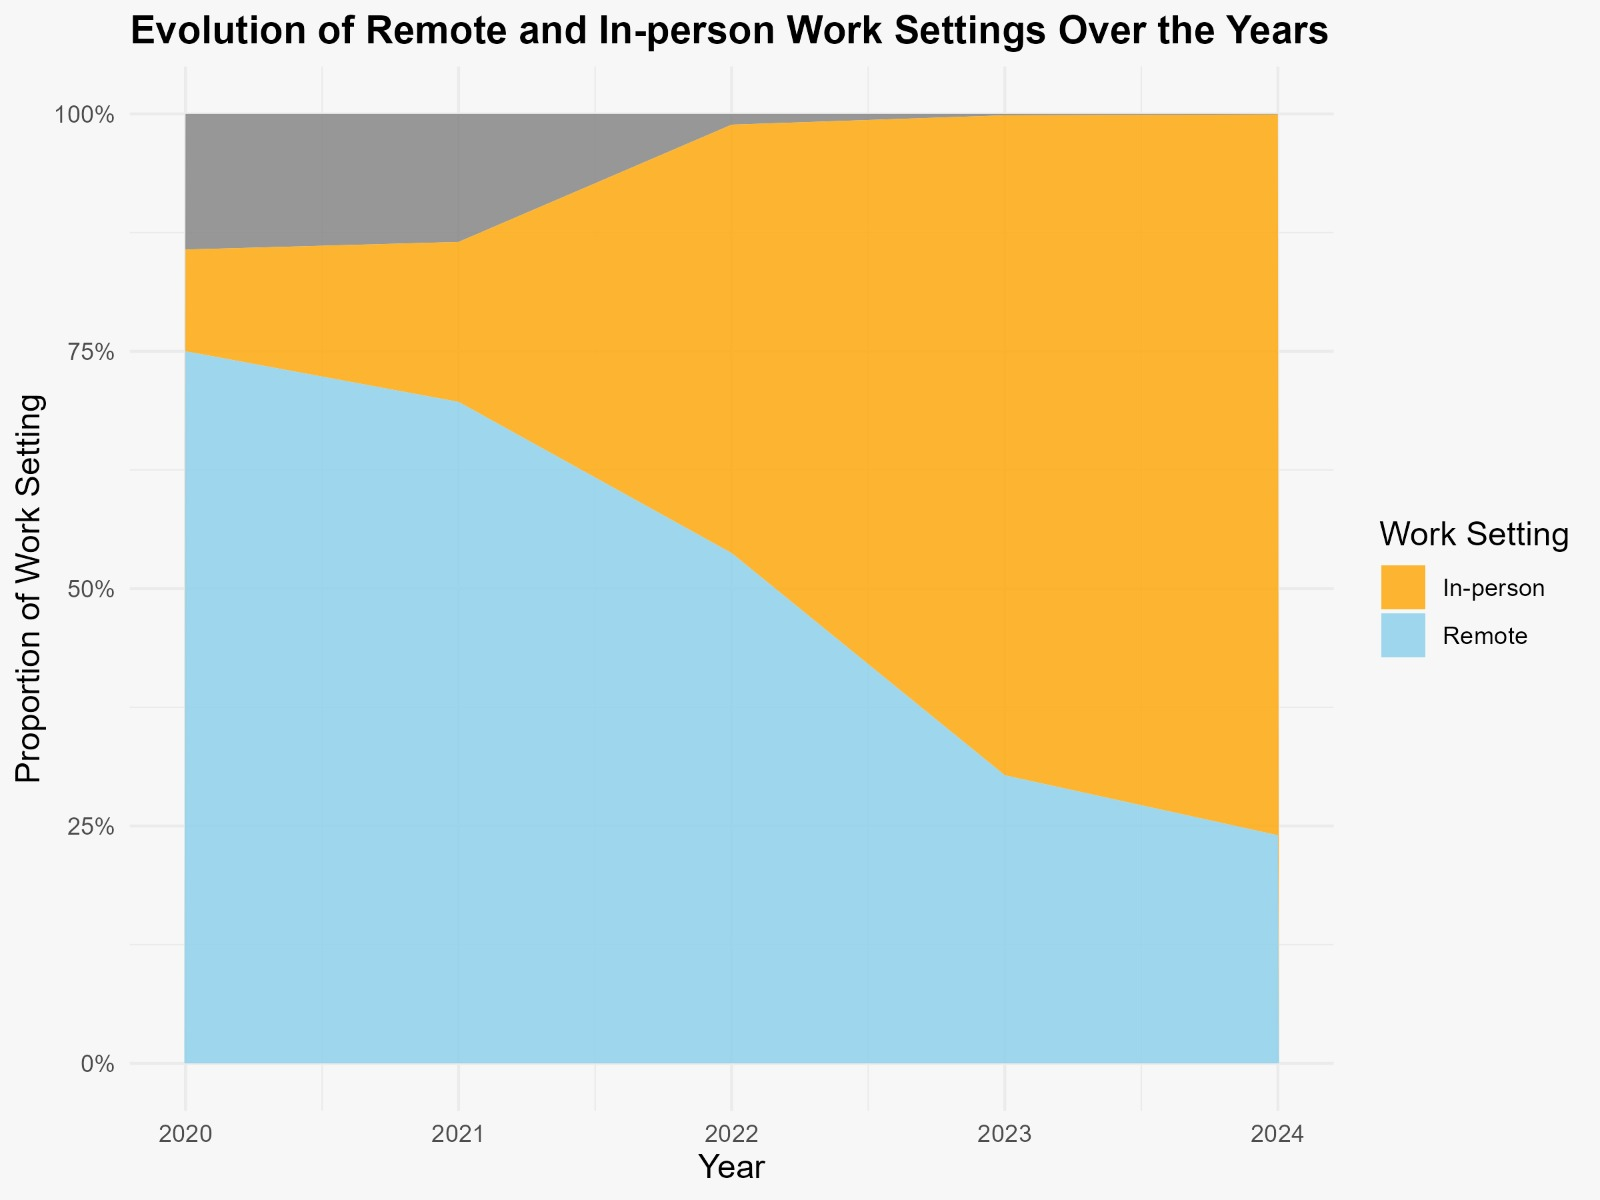 Evolution of Remote and In-person Work Settings Over the Years
Proportion of Work Setting
100%
75%
50%
25%
0%
2020
2021
2022
2023
2024
Year
Work Setting
In-person
Remote